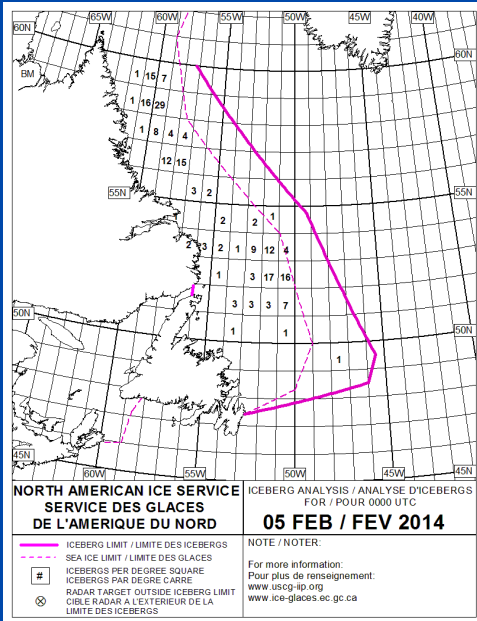 65W 60W 55W 50W 45W 40W
60N
60N
BM
1 15 7
1 16 29
1 8 4 4
12 15
55N 3 2 55N
2 2 1
2 3 2 1 9 12 4
1 3 17 16
3 3 3 7
50N
1 1 50N
1
45N 45N
60W 55W 50W 45W
NORTH AMERICAN ICE SERVICE
SERVICE DES GLACES
DE L'AMERIQUE DU NORD
ICEBERG ANALYSIS / ANALYSE D'ICEBERGS
FOR / POUR 0000 UTC
05 FEB / FEV 2014
ICEBERG LIMIT / LIMITE DES ICEBERGS
SEA ICE LIMIT / LIMITE DES GLACES
# ICEBERGS PER DEGREE SQUARE
ICEBERGS PAR DEGRE CARRE
RADAR TARGET OUTSIDE ICEBERG LIMIT
CIBLE RADAR A L'EXTERIEUR DE LA
LIMITE DES ICEBERGS
NOTE / NOTER:
For more information:
Pour plus de renseignement:
www.uscg-iip.org
www.ice-glaces.ec.gc.ca